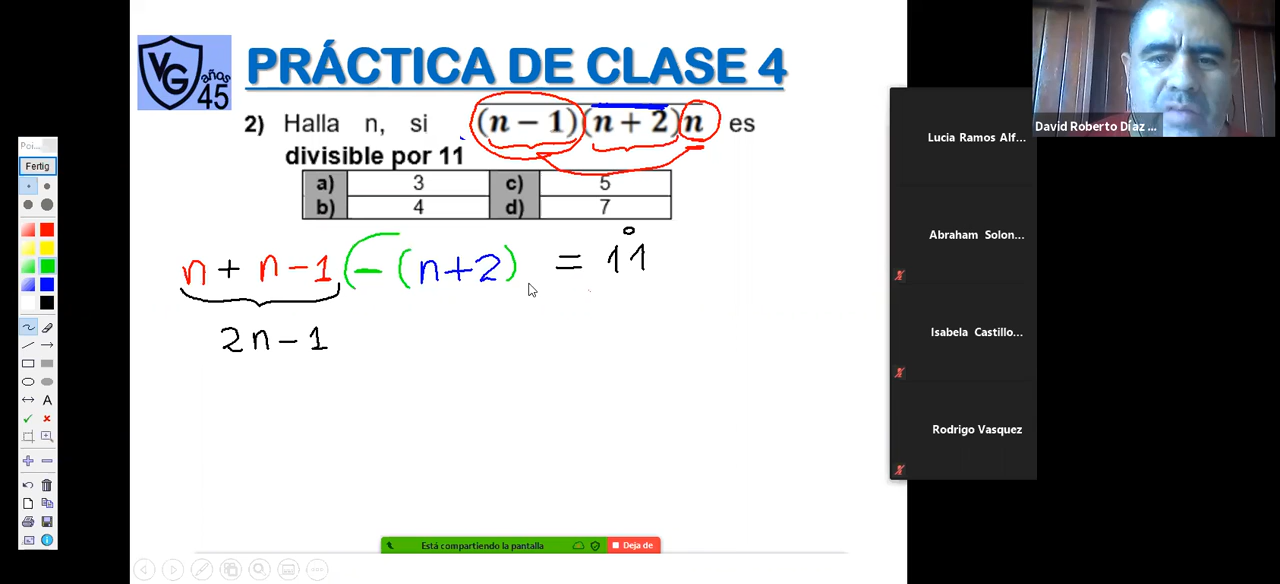 Poi...
Fertig
A
VG
años
45
PRÁCTICA DE CLASE 4
2) Halla n, si (n − 1)(n + 2)n es
divisible por 11
a) 3 c) 5
b) 4 d) 7
n + n − 1 − (n + 2) = 11°
2n − 1
Está compartiendo la pantalla
Deja de
David Roberto Díaz ...
Lucia Ramos Alf...
Abraham Solon...
Isabela Castillo...
Rodrigo Vasquez